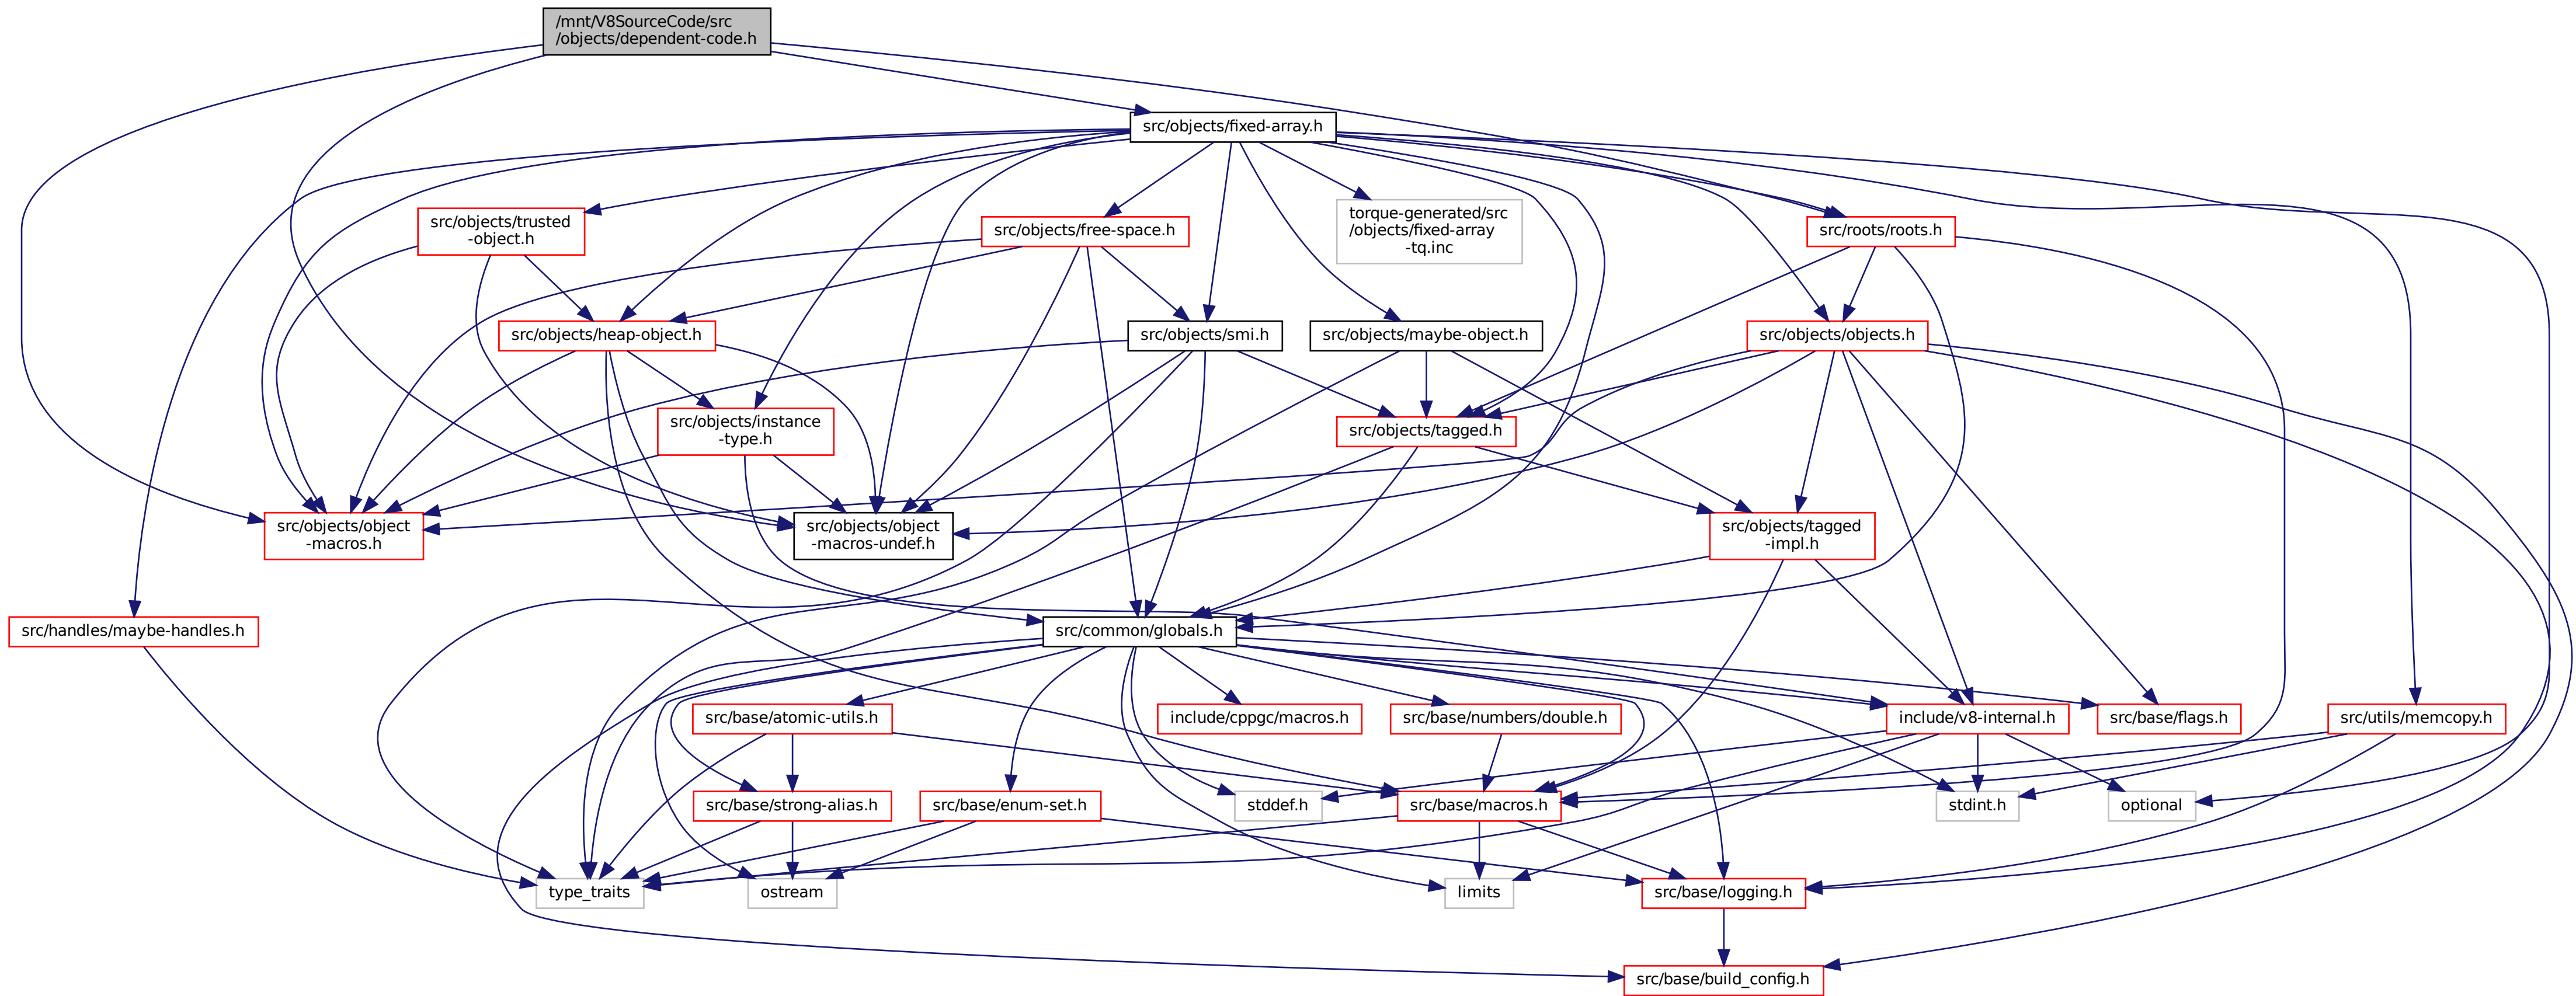 /mnt/V8SourceCode/src
/objects/dependent-code.h
src/objects/fixed-array.h
src/objects/trusted
-object.h
src/objects/free-space.h
torque-generated/src
/objects/fixed-array
-tq.inc
src/roots/roots.h
src/objects/heap-object.h
src/objects/smi.h
src/objects/maybe-object.h
src/objects/objects.h
src/objects/instance
-type.h
src/objects/tagged.h
src/objects/object
-macros.h
src/objects/object
-macros-undef.h
src/objects/tagged
-impl.h
src/handles/maybe-handles.h
src/common/globals.h
src/base/atomic-utils.h
include/cppgc/macros.h
src/base/numbers/double.h
include/v8-internal.h
src/base/flags.h
src/utils/memcopy.h
src/base/strong-alias.h
src/base/enum-set.h
stddef.h
src/base/macros.h
stdint.h
optional
type_traits
ostream
limits
src/base/logging.h
src/base/build_config.h